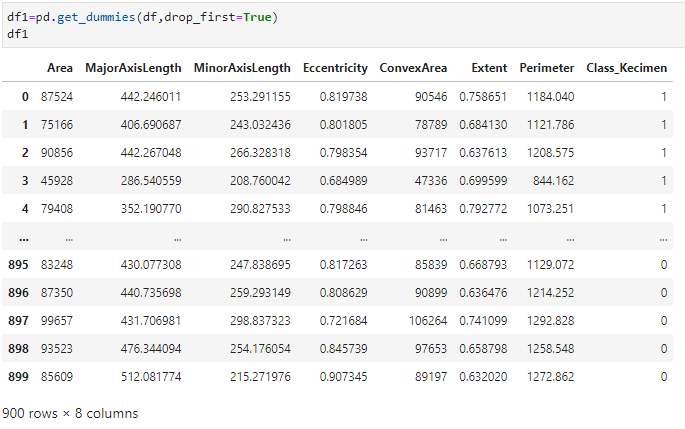 df1=pd.get_dummies(df,drop_first=True)
df1
Area MajorAxisLength MinorAxisLength Eccentricity ConvexArea Extent Perimeter Class_Kecimen
0 87524 442.246011 253.291155 0.819738 90546 0.758651 1184.040 1
1 75166 406.690687 243.032436 0.801805 78789 0.684130 1121.786 1
2 90856 442.267048 266.328318 0.798354 93717 0.637613 1208.575 1
3 45928 286.540559 208.760042 0.684989 47336 0.699599 844.162 1
4 79408 352.190770 290.827533 0.798846 81463 0.792772 1073.251 1
... ... ... ... ... ... ... ... ...
895 83248 430.077308 247.838695 0.817263 85839 0.668793 1129.072 0
896 87350 440.735698 259.293149 0.808629 90899 0.636476 1214.252 0
897 99657 431.706981 298.837323 0.721684 106264 0.741099 1292.828 0
898 93523 476.344094 254.176054 0.845739 97653 0.658798 1258.548 0
899 85609 512.081774 215.271976 0.907345 89197 0.632020 1272.862 0
900 rows × 8 columns